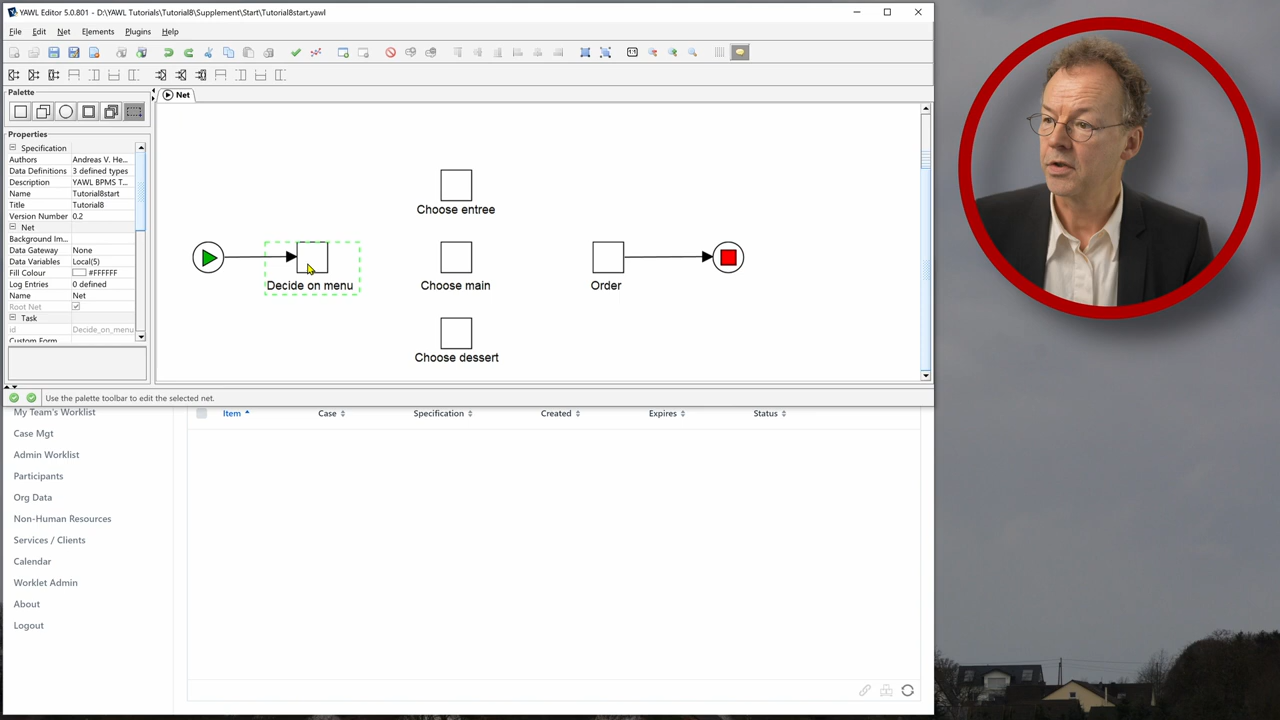 YAWL Editor 5.0.801 - D:\YAWL Tutorials\Tutorial8\Supplement\Start\Tutorial8start.yawl
File Edit Net Elements Plugins Help
Palette
Net
Properties
Specification
Authors Andreas V. He...
Data Definitions 3 defined types
Description YAWL BPMS T...
Name Tutorial8start
Title Tutorial8
Version Number 0.2
Net
Background Im...
Data Gateway None
Data Variables Local(5)
Fill Colour #FFFFFF
Log Entries 0 defined
Name Net
Root Net
Task
id Decide_on_menu
Custom Form
Choose entree
Decide on menu
Choose main
Order
Choose dessert
Use the palette toolbar to edit the selected net.
My Team's Worklist
Case Mgt
Admin Worklist
Participants
Org Data
Non-Human Resources
Services / Clients
Calendar
Worklet Admin
About
Logout
Item Case Specification Created Expires Status